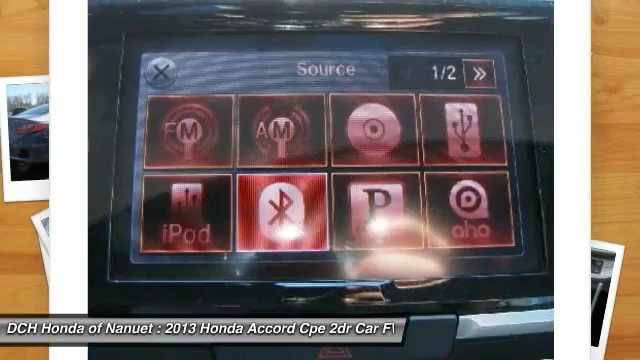 Source
1/2 »
FM AM
iPod P aha
DCH Honda of Nanuet : 2013 Honda Accord Cpe 2dr Car F